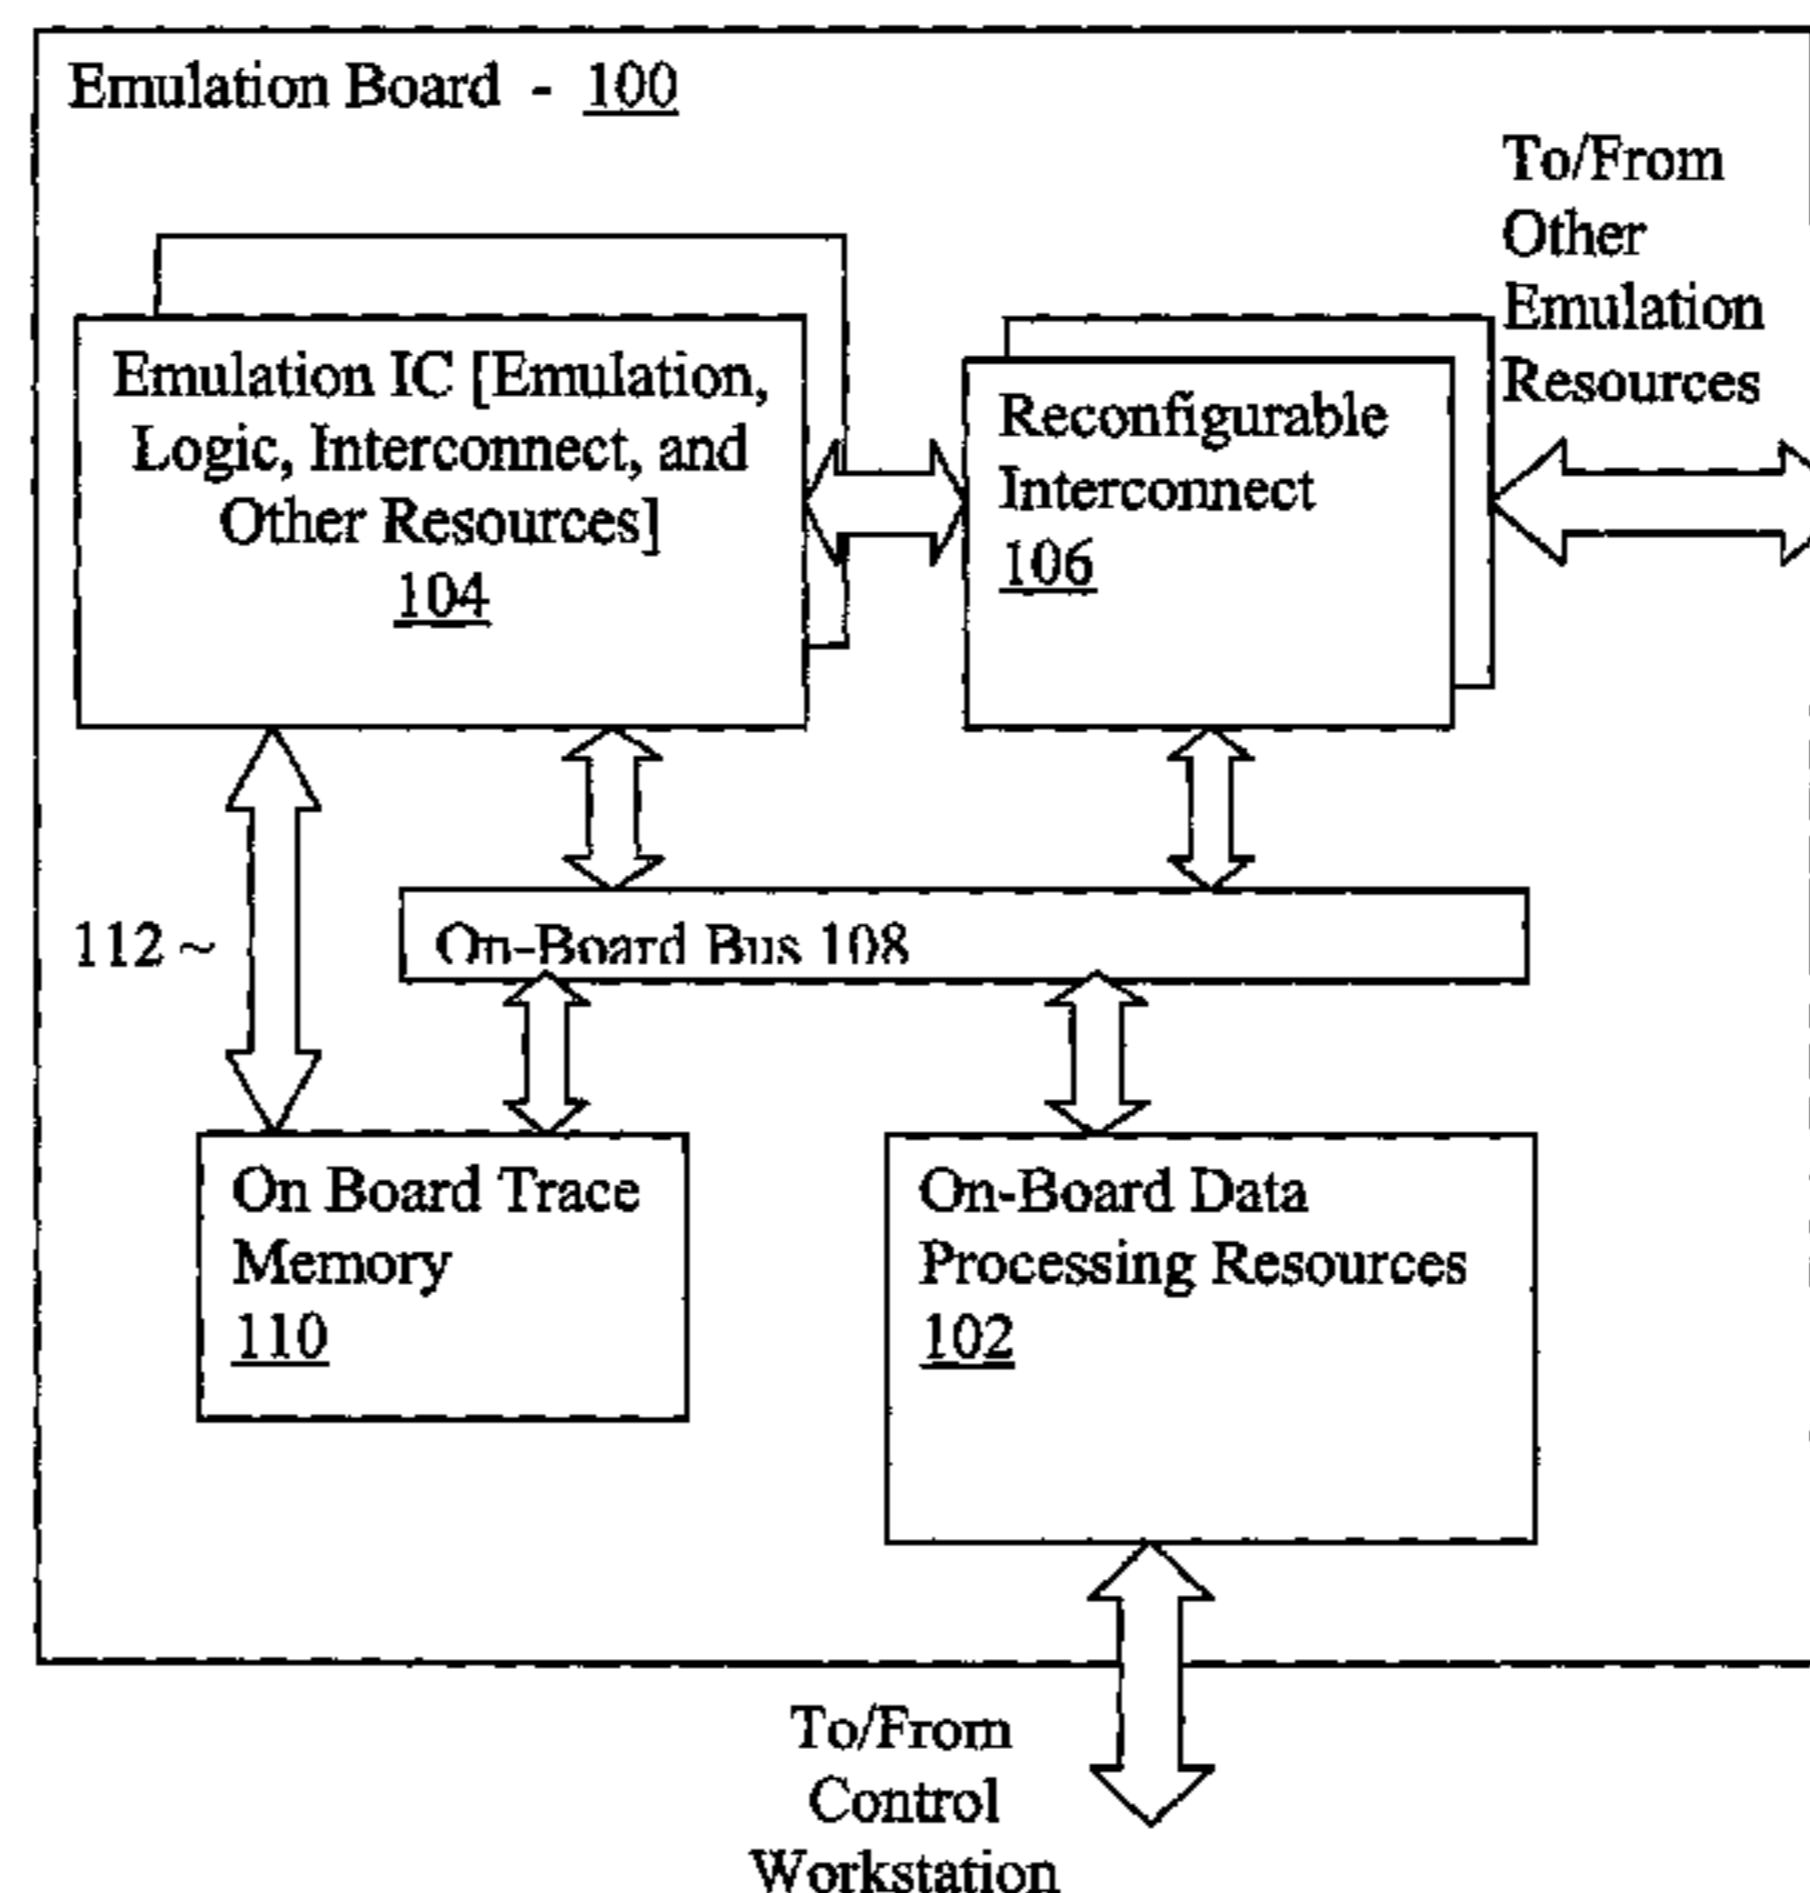 Emulation Board - 100
To/From
Other
Emulation
Resources
Emulation IC [Emulation,
Logic, Interconnect, and
Other Resources]
104
Reconfigurable
Interconnect
106
112 ~
On-Board Bus 108
On Board Trace
Memory
110
On-Board Data
Processing Resources
102
To/From
Control
Workstation